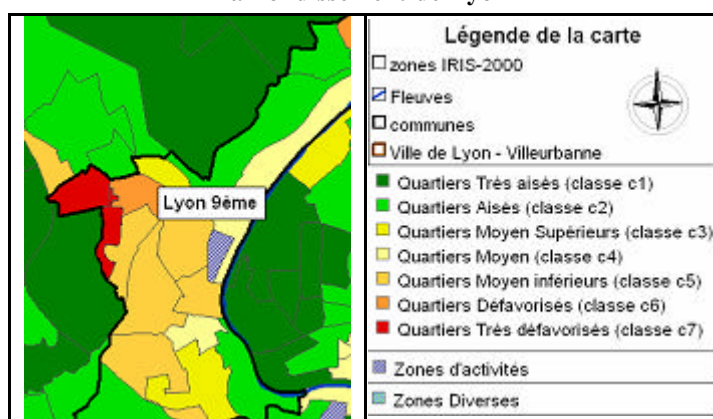 Lyon 9ème
Légende de la carte
zones IRIS-2000
Fleuves
communes
Ville de Lyon - Villeurbanne
Quartiers Très aisés (classe c1)
Quartiers Aisés (classe c2)
Quartiers Moyen Supérieurs (classe c3)
Quartiers Moyen (classe c4)
Quartiers Moyen inférieurs (classe c5)
Quartiers Défavorisés (classe c6)
Quartiers Très défavorisés (classe c7)
Zones d'activités
Zones Diverses